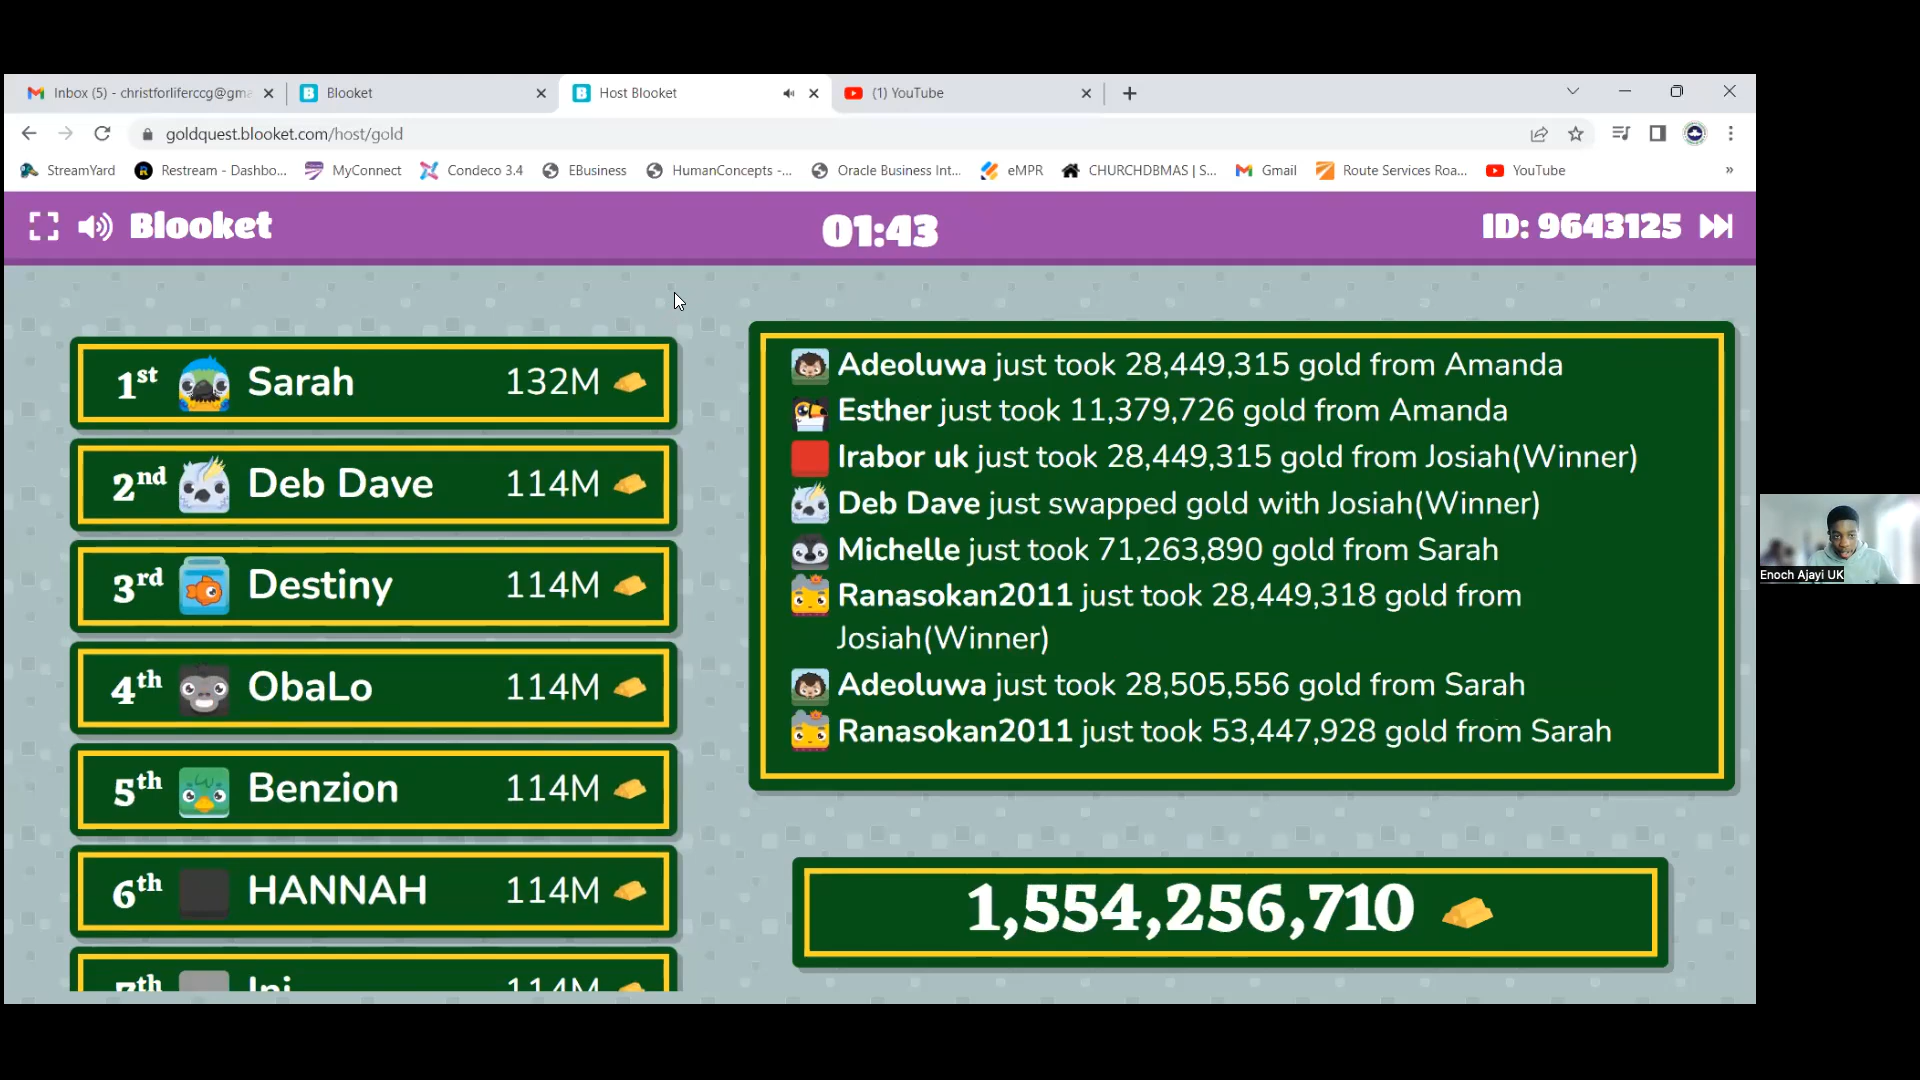 Inbox (5) - christforliferccg@gma
Blooket
Host Blooket
(1) YouTube
goldquest.blooket.com/host/gold
StreamYard
Restream - Dashbo...
MyConnect
Condeco 3.4
EBusiness
HumanConcepts -...
Oracle Business Int...
eMPR
CHURCHDBMAS | S...
Gmail
Route Services Roa...
YouTube
»
Blooket
01:43
ID: 9643125
1st Sarah 132M
2nd Deb Dave 114M
3rd Destiny 114M
4th ObaLo 114M
5th Benzion 114M
6th HANNAH 114M
7th Ini 114M
Adeoluwa just took 28,449,315 gold from Amanda
Esther just took 11,379,726 gold from Amanda
Irabor uk just took 28,449,315 gold from Josiah(Winner)
Deb Dave just swapped gold with Josiah(Winner)
Michelle just took 71,263,890 gold from Sarah
Ranasokan2011 just took 28,449,318 gold from
Josiah(Winner)
Adeoluwa just took 28,505,556 gold from Sarah
Ranasokan2011 just took 53,447,928 gold from Sarah
1,554,256,710
Enoch Ajayi UK